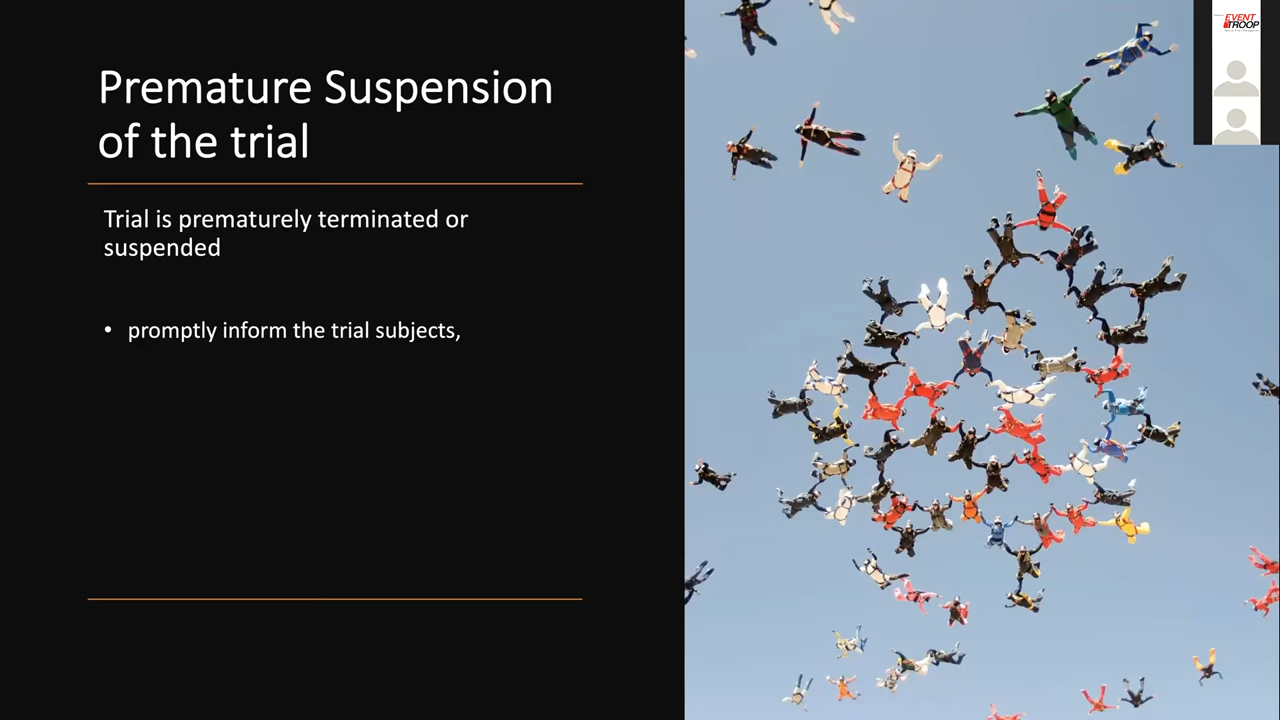 Premature Suspension
of the trial
Trial is prematurely terminated or
suspended
• promptly inform the trial subjects,
EVENT
TROOP